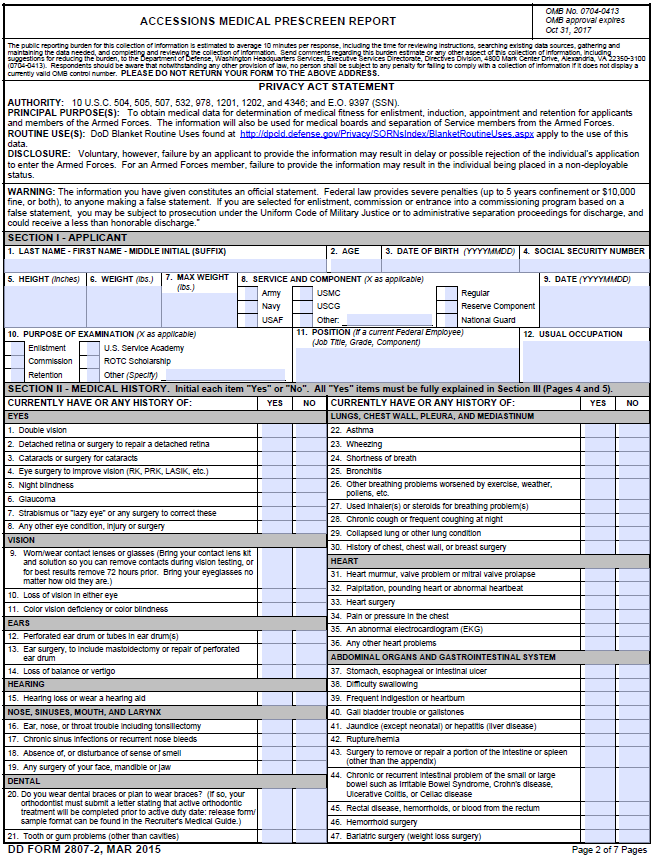 ACCESSIONS MEDICAL PRESCREEN REPORT
OMB No. 0704-0413
OMB approval expires
Oct 31, 2017
The public reporting burden for this collection of information is estimated to average 10 minutes per response, including the time for reviewing instructions, searching existing data sources, gathering and
maintaining the data needed, and completing and reviewing the collection of information. Send comments regarding this burden estimate or any other aspect of this collection of information, including
suggestions for reducing the burden, to the Department of Defense, Washington Headquarters Services, Executive Services Directorate, Directives Division, 4800 Mark Center Drive, Alexandria, VA 22350-3100
(0704-0413). Respondents should be aware that notwithstanding any other provision of law, no person shall be subject to any penalty for failing to comply with a collection of information if it does not display a
currently valid OMB control number. PLEASE DO NOT RETURN YOUR FORM TO THE ABOVE ADDRESS.
PRIVACY ACT STATEMENT
AUTHORITY: 10 U.S.C. 504, 505, 507, 532, 978, 1201, 1202, and 4346; and E.O. 9397 (SSN).
PRINCIPAL PURPOSE(S): To obtain medical data for determination of medical fitness for enlistment, induction, appointment and retention for applicants
and members of the Armed Forces. The information will also be used for medical boards and separation of Service members from the Armed Forces.
ROUTINE USE(S): DoD Blanket Routine Uses found at http://dpcld.defense.gov/Privacy/SORNsIndex/BlanketRoutineUses.aspx apply to the use of this
data.
DISCLOSURE: Voluntary, however, failure by an applicant to provide the information may result in delay or possible rejection of the individual's application
to enter the Armed Forces. For an Armed Forces member, failure to provide the information may result in the individual being placed in a non-deployable
status.
WARNING: The information you have given constitutes an official statement. Federal law provides severe penalties (up to 5 years confinement or $10,000
fine, or both), to anyone making a false statement. If you are selected for enlistment, commission or entrance into a commissioning program based on a
false statement, you may be subject to prosecution under the Uniform Code of Military Justice or to administrative separation proceedings for discharge, and
could receive a less than honorable discharge."
SECTION I - APPLICANT
1. LAST NAME - FIRST NAME - MIDDLE INITIAL (SUFFIX)
2. AGE
3. DATE OF BIRTH (YYYYMMDD)
4. SOCIAL SECURITY NUMBER
5. HEIGHT (Inches)
6. WEIGHT (lbs.)
7. MAX WEIGHT
(lbs.)
8. SERVICE AND COMPONENT (X as applicable)
Army
USMC
Regular
Navy
USCG
Reserve Component
USAF
Other:
National Guard
9. DATE (YYYYMMDD)
10. PURPOSE OF EXAMINATION (X as applicable)
Enlistment
U.S. Service Academy
Commission
ROTC Scholarship
Retention
Other (Specify)
11. POSITION (If a current Federal Employee)
(Job Title, Grade, Component)
12. USUAL OCCUPATION
SECTION II - MEDICAL HISTORY. Initial each item "Yes" or "No". All "Yes" items must be fully explained in Section III (Pages 4 and 5).
CURRENTLY HAVE OR ANY HISTORY OF: YES NO
EYES
1. Double vision
2. Detached retina or surgery to repair a detached retina
3. Cataracts or surgery for cataracts
4. Eye surgery to improve vision (RK, PRK, LASIK, etc.)
5. Night blindness
6. Glaucoma
7. Strabismus or "lazy eye" or any surgery to correct these
8. Any other eye condition, injury or surgery
VISION
9. Worn/wear contact lenses or glasses (Bring your contact lens kit
and solution so you can remove contacts during vision testing, or
for best results remove 72 hours prior. Bring your eyeglasses no
matter how old they are.)
10. Loss of vision in either eye
11. Color vision deficiency or color blindness
EARS
12. Perforated ear drum or tubes in ear drum(s)
13. Ear surgery, to include mastoidectomy or repair of perforated
ear drum
14. Loss of balance or vertigo
HEARING
15. Hearing loss or wear a hearing aid
NOSE, SINUSES, MOUTH, AND LARYNX
16. Ear, nose, or throat trouble including tonsillectomy
17. Chronic sinus infections or recurrent nose bleeds
18. Absence of, or disturbance of sense of smell
19. Any surgery of your face, mandible or jaw
DENTAL
20. Do you wear dental braces or plan to wear braces? (If so, your
orthodontist must submit a letter stating that active orthodontic
treatment will be completed prior to active duty date: release form/
sample format can be found in the Recruiter's Medical Guide.)
21. Tooth or gum problems (other than cavities)
CURRENTLY HAVE OR ANY HISTORY OF: YES NO
LUNGS, CHEST WALL, PLEURA, AND MEDIASTINUM
22. Asthma
23. Wheezing
24. Shortness of breath
25. Bronchitis
26. Other breathing problems worsened by exercise, weather,
pollens, etc.
27. Used inhaler(s) or steroids for breathing problem(s)
28. Chronic cough or frequent coughing at night
29. Collapsed lung or other lung condition
30. History of chest, chest wall, or breast surgery
HEART
31. Heart murmur, valve problem or mitral valve prolapse
32. Palpitation, pounding heart or abnormal heartbeat
33. Heart surgery
34. Pain or pressure in the chest
35. An abnormal electrocardiogram (EKG)
36. Any other heart problems
ABDOMINAL ORGANS AND GASTROINTESTINAL SYSTEM
37. Stomach, esophageal or intestinal ulcer
38. Difficulty swallowing
39. Frequent indigestion or heartburn
40. Gall bladder trouble or gallstones
41. Jaundice (except neonatal) or hepatitis (liver disease)
42. Rupture/hernia
43. Surgery to remove or repair a portion of the intestine or spleen
(other than the appendix)
44. Chronic or recurrent intestinal problem of the small or large
bowel such as Irritable Bowel Syndrome, Crohn's disease,
Ulcerative Colitis, or Celiac disease
45. Rectal disease, hemorrhoids, or blood from the rectum
46. Hemorrhoid surgery
47. Bariatric surgery (weight loss surgery)
DD FORM 2807-2, MAR 2015
Page 2 of 7 Pages